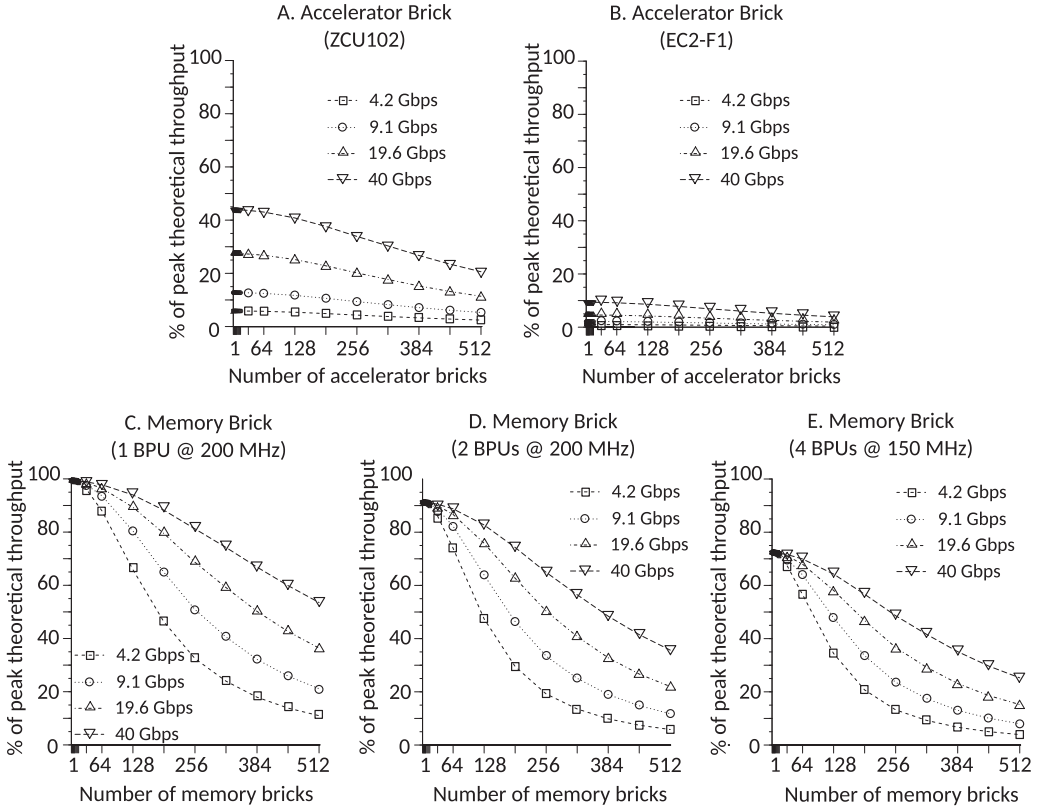 A. Accelerator Brick
(ZCU102)
% of peak theoretical throughput
100
80
60
40
20
0
4.2 Gbps
9.1 Gbps
19.6 Gbps
40 Gbps
1 64 128 256 384 512
Number of accelerator bricks
B. Accelerator Brick
(EC2-F1)
% of peak theoretical throughput
100
80
60
40
20
0
4.2 Gbps
9.1 Gbps
19.6 Gbps
40 Gbps
1 64 128 256 384 512
Number of accelerator bricks
C. Memory Brick
(1 BPU @ 200 MHz)
% of peak theoretical throughput
100
80
60
40
20
0
4.2 Gbps
9.1 Gbps
19.6 Gbps
40 Gbps
1 64 128 256 384 512
Number of memory bricks
D. Memory Brick
(2 BPUs @ 200 MHz)
% of peak theoretical throughput
100
80
60
40
20
0
4.2 Gbps
9.1 Gbps
19.6 Gbps
40 Gbps
1 64 128 256 384 512
Number of memory bricks
E. Memory Brick
(4 BPUs @ 150 MHz)
% of peak theoretical throughput
100
80
60
40
20
0
4.2 Gbps
9.1 Gbps
19.6 Gbps
40 Gbps
1 64 128 256 384 512
Number of memory bricks